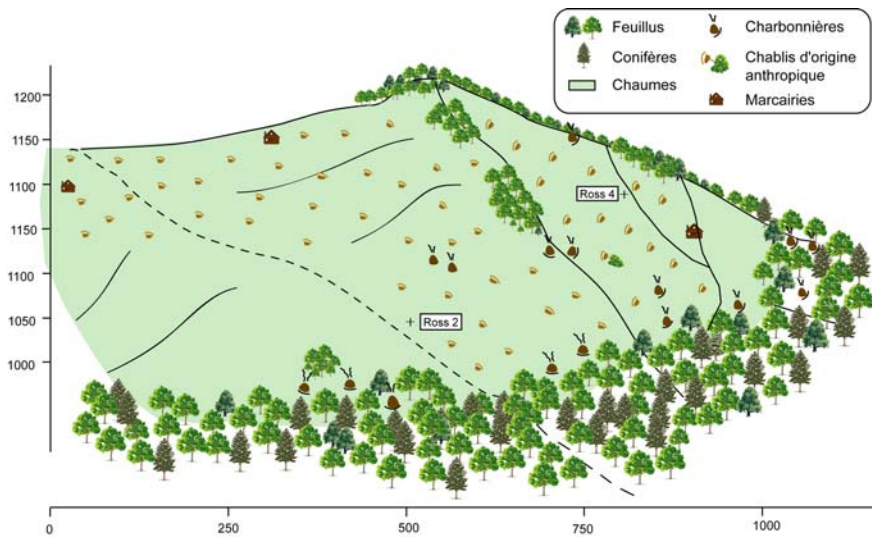 Feuillus
Charbonnières
Conifères
Chablis d'origine
anthropique
Chaumes
Marcairies
1200
1150
1100
1150
1100
1050
1000
Ross 4
Ross 2
0
250
500
750
1000